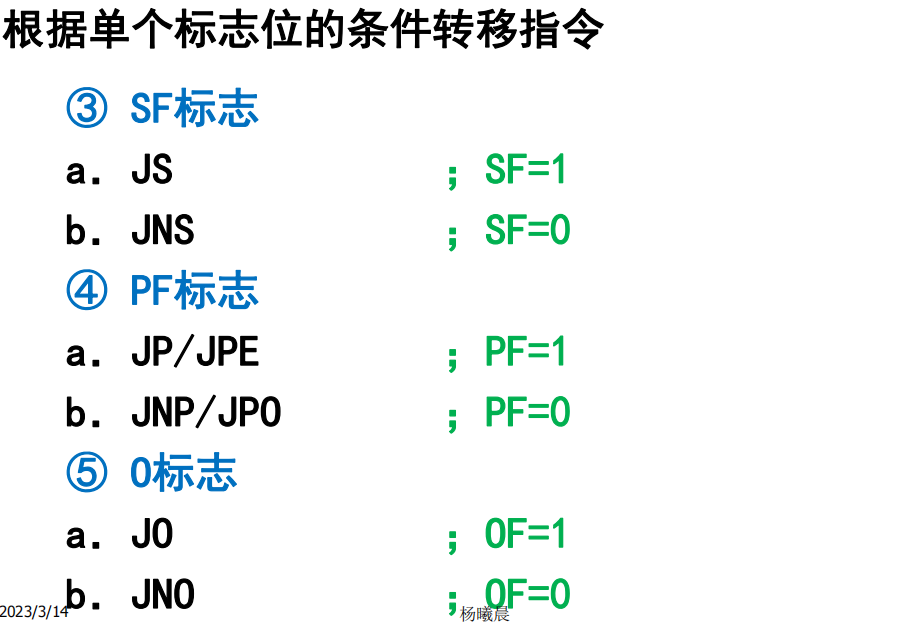 根据单个标志位的条件转移指令
③ SF标志
a. JS ; SF=1
b. JNS ; SF=0
④ PF标志
a. JP/JPE ; PF=1
b. JNP/JPO ; PF=0
⑤ O标志
a. JO ; OF=1
b. JNO ; OF=0
2023/3/14 杨曦晨